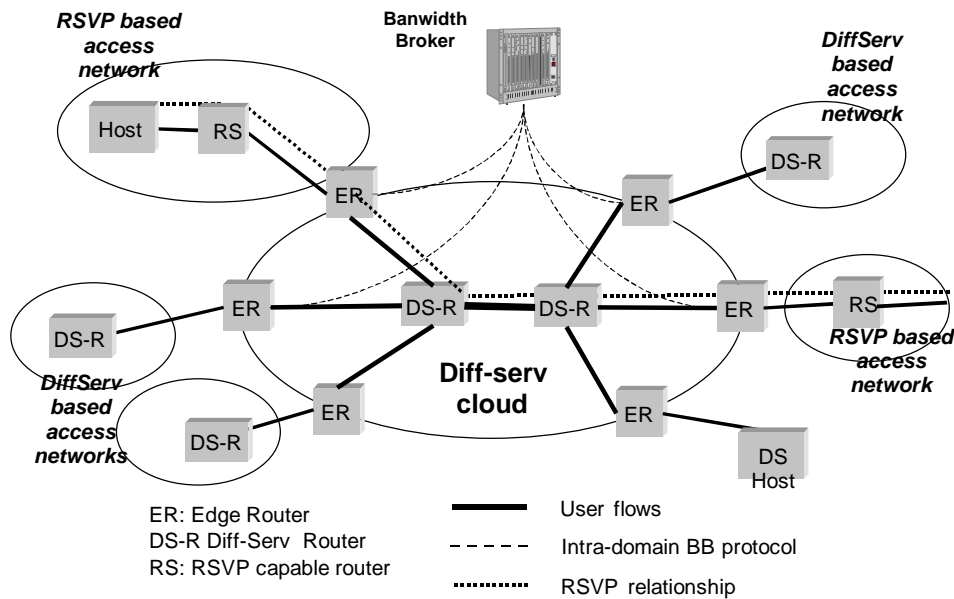 RSVP based
access
network
Banwidth
Broker
DiffServ
based
access
network
Host
RS
DS-R
ER
ER
ER
DS-R
DS-R
ER
RS
DS-R
RSVP based
access
network
DiffServ
based
access
networks
Diff-serv
cloud
ER
ER
DS-R
DS
Host
ER: Edge Router
DS-R Diff-Serv Router
RS: RSVP capable router
User flows
Intra-domain BB protocol
RSVP relationship